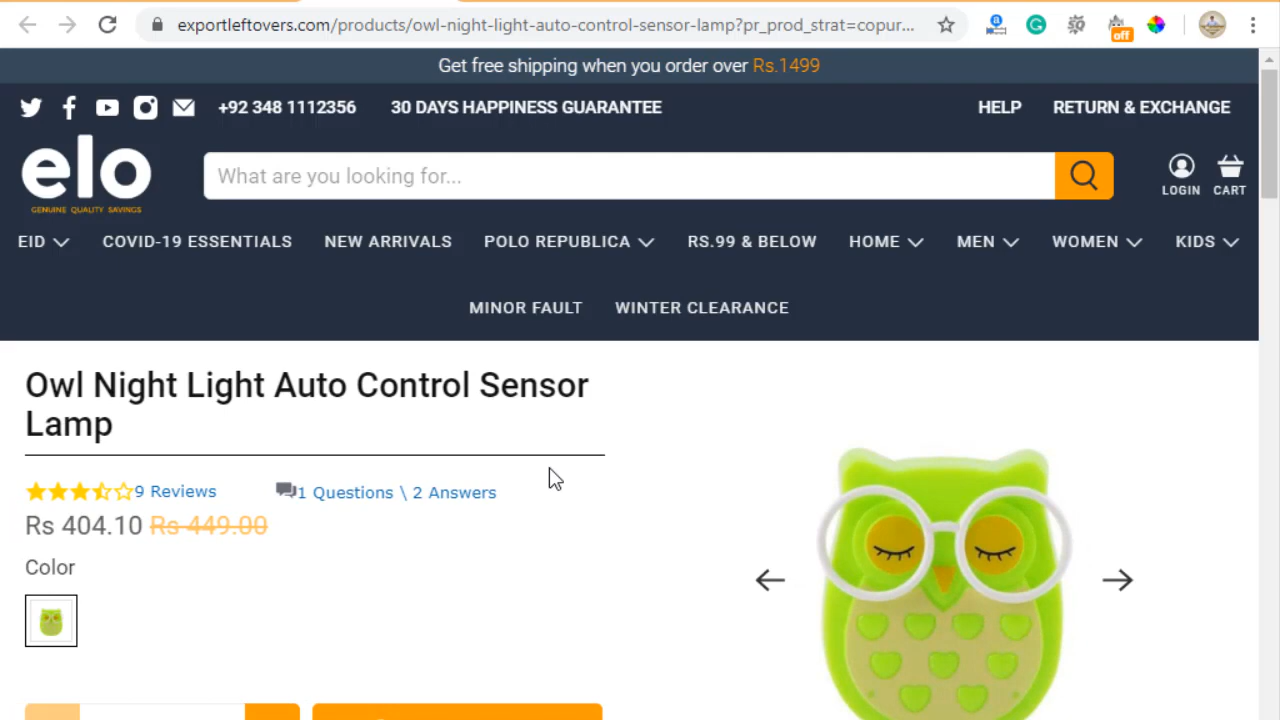 exportleftovers.com/products/owl-night-light-auto-control-sensor-lamp?pr_prod_strat=copur...
off
Get free shipping when you order over Rs.1499
+92 348 1112356 30 DAYS HAPPINESS GUARANTEE HELP RETURN & EXCHANGE
elo
GENUINE QUALITY SAVINGS
What are you looking for...
LOGIN CART
EID COVID-19 ESSENTIALS NEW ARRIVALS POLO REPUBLICA RS.99 & BELOW HOME MEN WOMEN KIDS
MINOR FAULT WINTER CLEARANCE
Owl Night Light Auto Control Sensor
Lamp
9 Reviews 1 Questions \ 2 Answers
Rs 404.10 Rs 449.00
Color